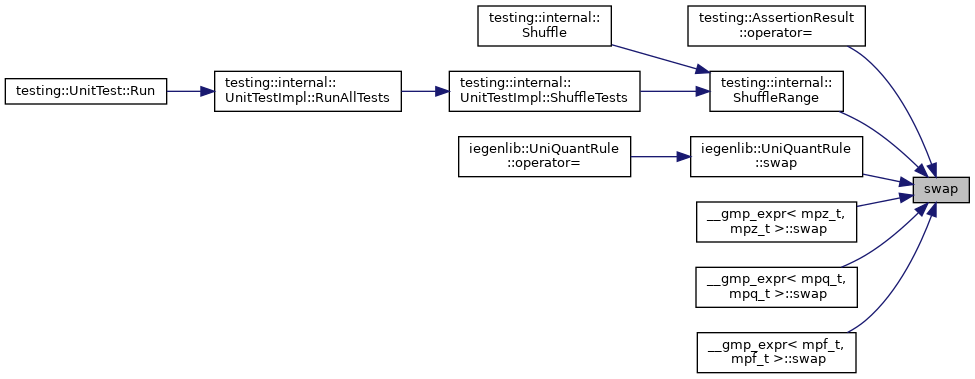 testing::internal::
Shuffle
testing::AssertionResult
::operator=
testing::UnitTest::Run
testing::internal::
UnitTestImpl::RunAllTests
testing::internal::
UnitTestImpl::ShuffleTests
testing::internal::
ShuffleRange
iegenlib::UniQuantRule
::operator=
iegenlib::UniQuantRule
::swap
swap
__gmp_expr< mpz_t,
mpz_t >::swap
__gmp_expr< mpq_t,
mpq_t >::swap
__gmp_expr< mpf_t,
mpf_t >::swap